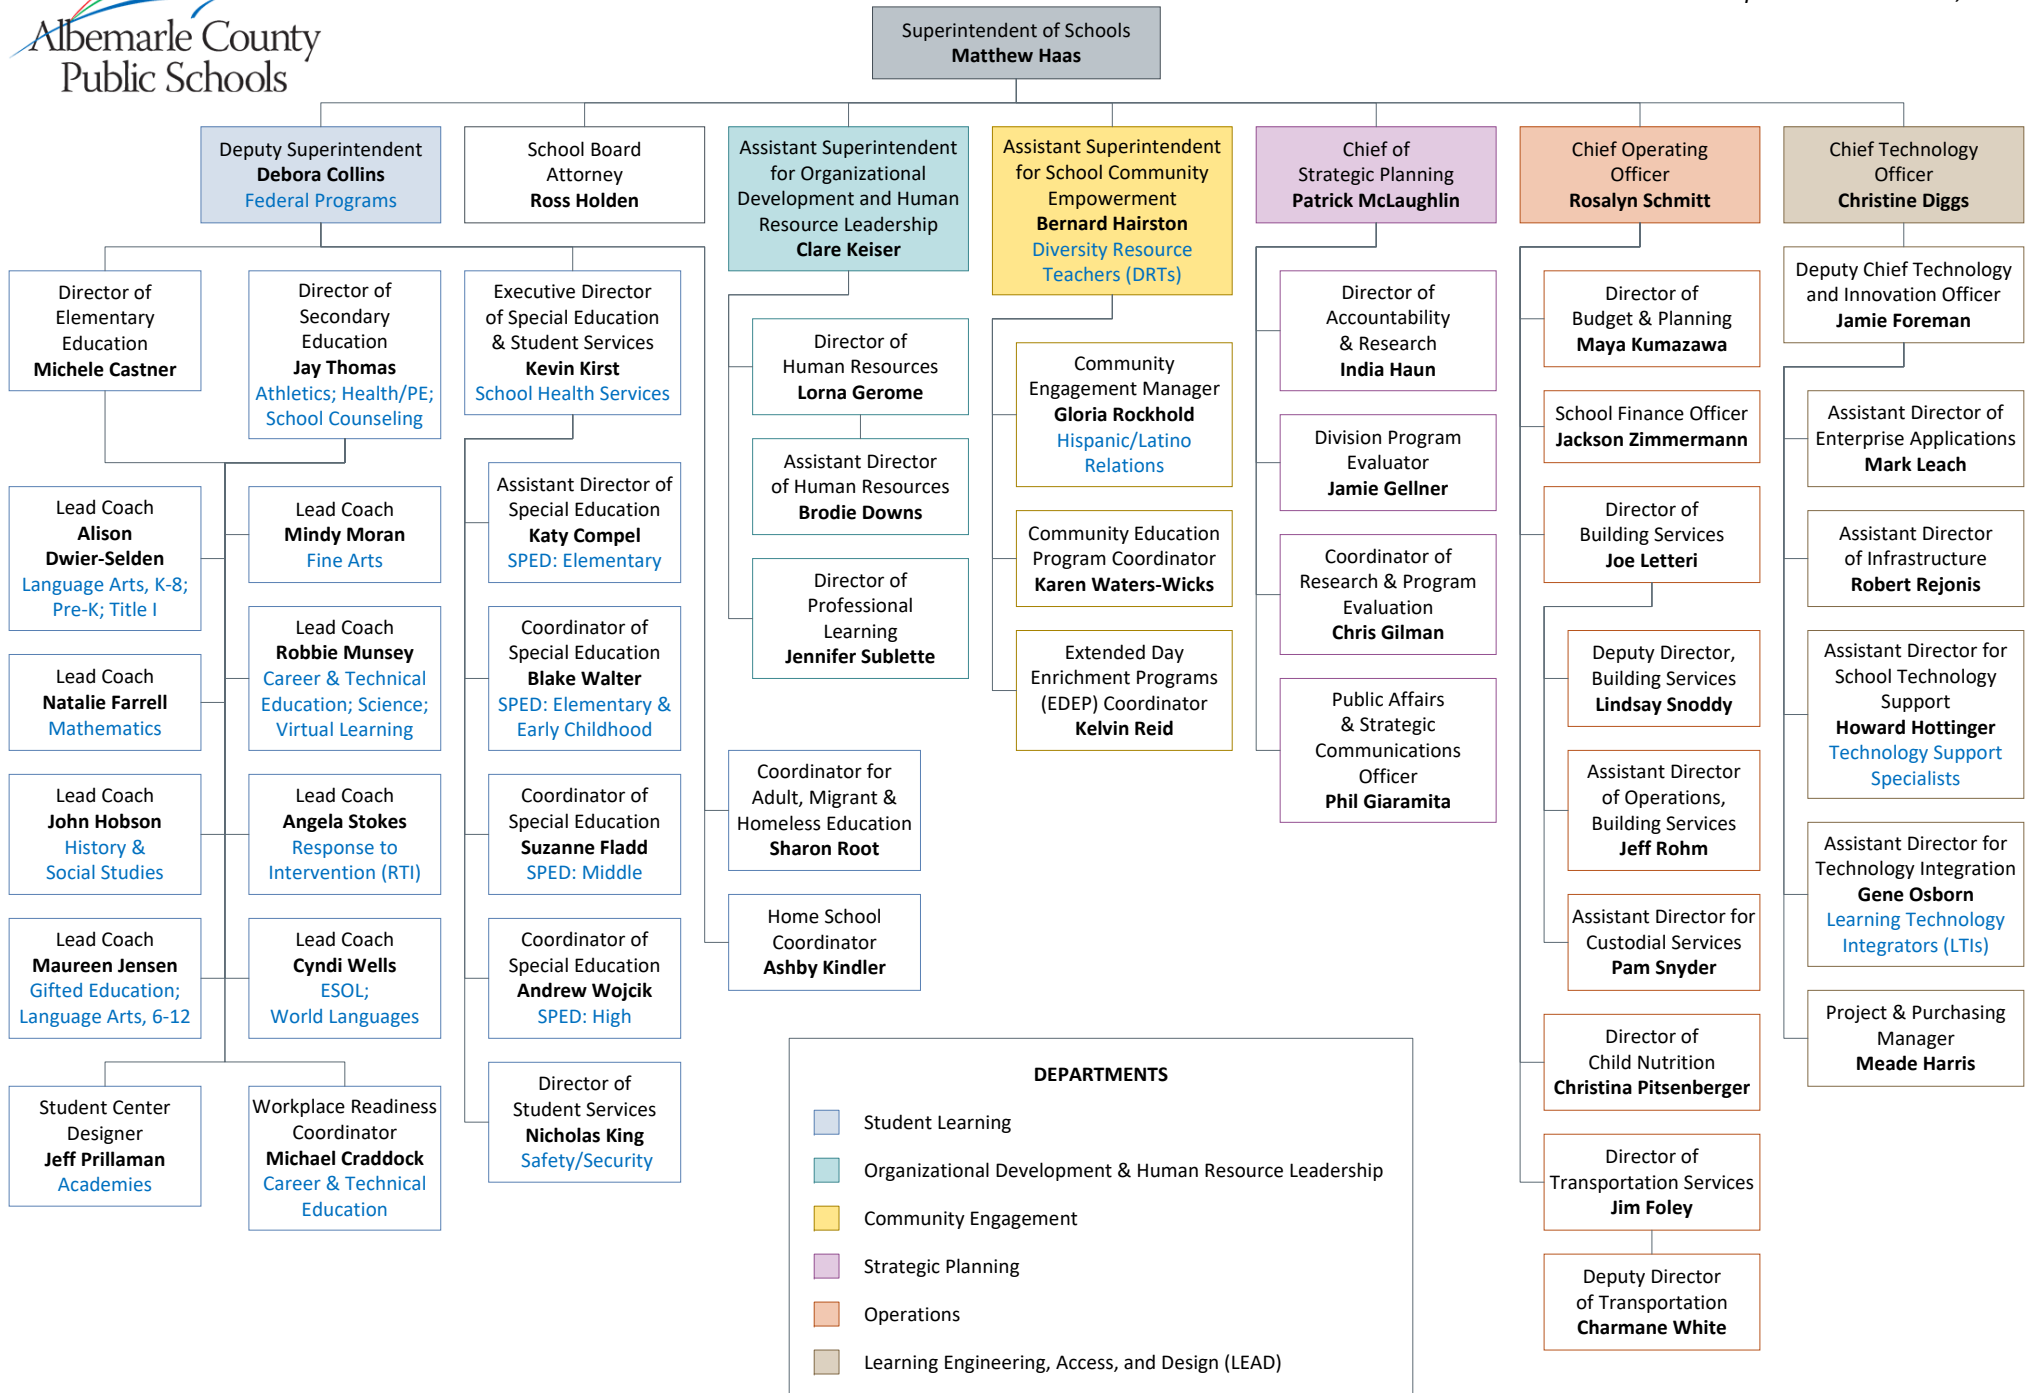 Albemarle County
Public Schools
Superintendent of Schools
Matthew Haas
Deputy Superintendent
Debora Collins
Federal Programs
School Board
Attorney
Ross Holden
Assistant Superintendent
for Organizational
Development and Human
Resource Leadership
Clare Keiser
Assistant Superintendent
for School Community
Empowerment
Bernard Hairston
Diversity Resource
Teachers (DRTs)
Chief of
Strategic Planning
Patrick McLaughlin
Chief Operating
Officer
Rosalyn Schmitt
Chief Technology
Officer
Christine Diggs
Director of
Elementary
Education
Michele Castner
Director of
Secondary
Education
Jay Thomas
Athletics; Health/PE;
School Counseling
Executive Director
of Special Education
& Student Services
Kevin Kirst
School Health Services
Lead Coach
Alison
Dwier-Selden
Language Arts, K-8;
Pre-K; Title I
Lead Coach
Mindy Moran
Fine Arts
Lead Coach
Natalie Farrell
Mathematics
Lead Coach
Robbie Munsey
Career & Technical
Education; Science;
Virtual Learning
Lead Coach
John Hobson
History &
Social Studies
Lead Coach
Angela Stokes
Response to
Intervention (RTI)
Lead Coach
Maureen Jensen
Gifted Education;
Language Arts, 6-12
Lead Coach
Cyndi Wells
ESOL;
World Languages
Student Center
Designer
Jeff Prillaman
Academies
Workplace Readiness
Coordinator
Michael Craddock
Career & Technical
Education
Assistant Director of
Special Education
Katy Compel
SPED: Elementary
Coordinator of
Special Education
Blake Walter
SPED: Elementary &
Early Childhood
Coordinator of
Special Education
Suzanne Fladd
SPED: Middle
Coordinator of
Special Education
Andrew Wojcik
SPED: High
Director of
Student Services
Nicholas King
Safety/Security
Coordinator for
Adult, Migrant &
Homeless Education
Sharon Root
Home School
Coordinator
Ashby Kindler
Director of
Human Resources
Lorna Gerome
Assistant Director
of Human Resources
Brodie Downs
Director of
Professional
Learning
Jennifer Sublette
Community
Engagement Manager
Gloria Rockhold
Hispanic/Latino
Relations
Community Education
Program Coordinator
Karen Waters-Wicks
Extended Day
Enrichment Programs
(EDEP) Coordinator
Kelvin Reid
Director of
Accountability
& Research
India Haun
Division Program
Evaluator
Jamie Gellner
Coordinator of
Research & Program
Evaluation
Chris Gilman
Public Affairs
& Strategic
Communications
Officer
Phil Giaramita
Director of
Budget & Planning
Maya Kumazawa
School Finance Officer
Jackson Zimmermann
Director of
Building Services
Joe Letteri
Deputy Director,
Building Services
Lindsay Snoddy
Assistant Director
of Operations,
Building Services
Jeff Rohm
Assistant Director for
Custodial Services
Pam Snyder
Director of
Child Nutrition
Christina Pitsenberger
Director of
Transportation Services
Jim Foley
Deputy Director
of Transportation
Charmane White
Deputy Chief Technology
and Innovation Officer
Jamie Foreman
Assistant Director of
Enterprise Applications
Mark Leach
Assistant Director
of Infrastructure
Robert Rejonis
Assistant Director for
School Technology
Support
Howard Hottinger
Technology Support
Specialists
Assistant Director for
Technology Integration
Gene Osborn
Learning Technology
Integrators (LTIs)
Project & Purchasing
Manager
Meade Harris
DEPARTMENTS
Student Learning
Organizational Development & Human Resource Leadership
Community Engagement
Strategic Planning
Operations
Learning Engineering, Access, and Design (LEAD)